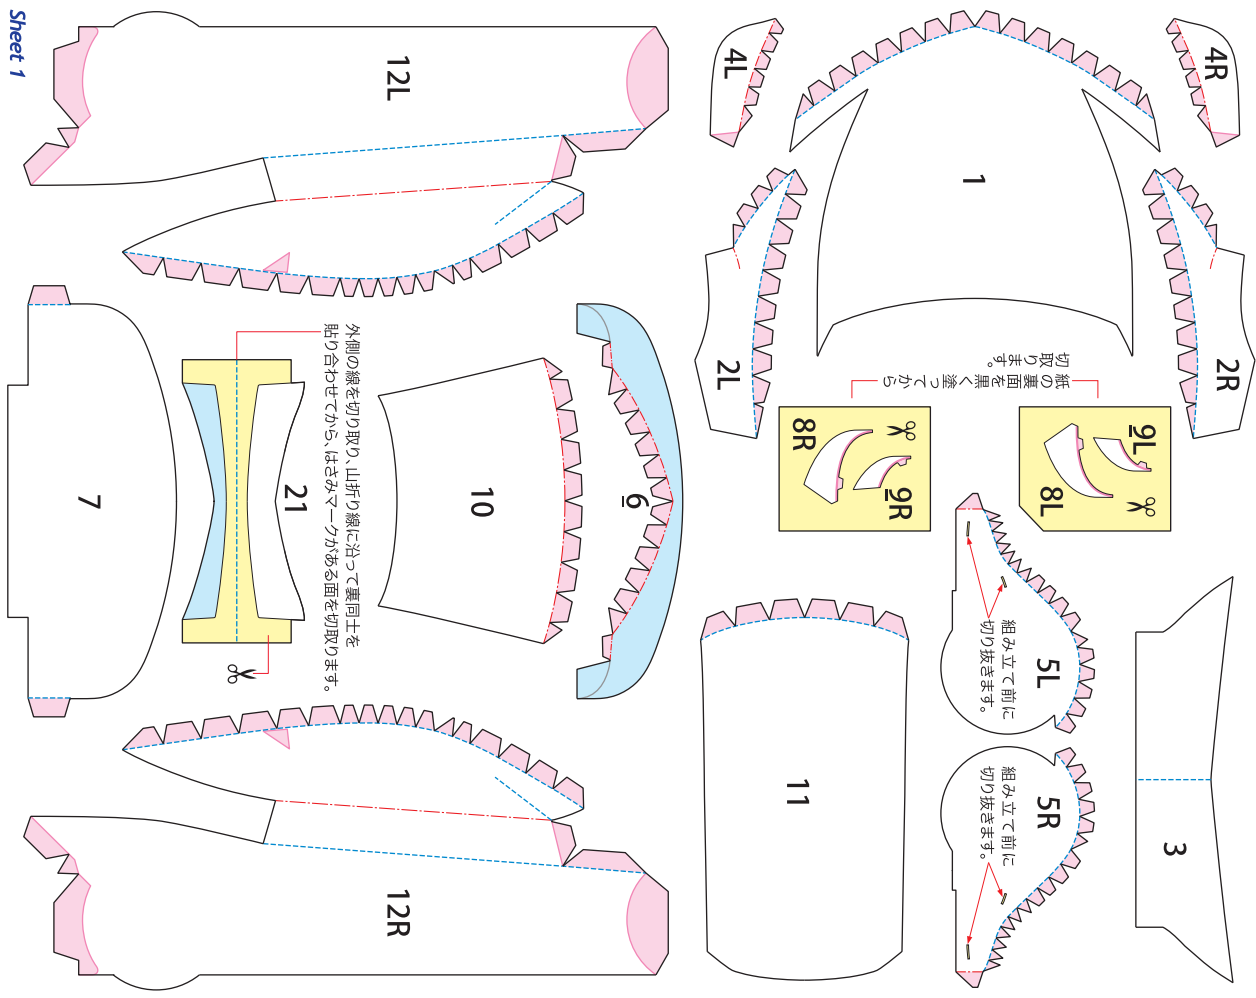 4R
2R
3
1
9L
8L
紙の裏の面を黒く塗ってから
切取ります。
5L
組み立て前に
切り抜きます。
5R
組み立て前に
切り抜きます。
4L
2L
9R
8R
11
6
10
12L
12R
外側の線を切り取り、山折り線に沿って裏同士を
貼り合わせてから、はさみマークがある面を切取ります。
21
7
Sheet 1